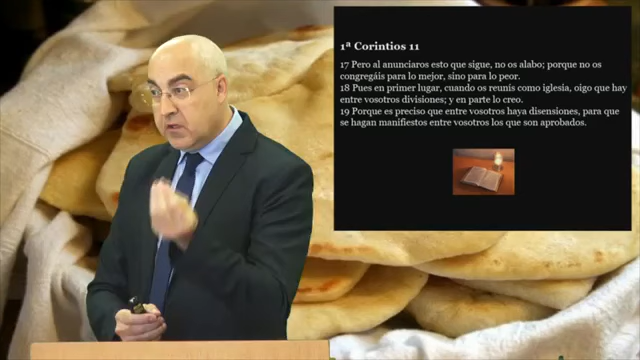 1ª Corintios 11
17 Pero al anunciaros esto que sigue, no os alabo; porque no os
congregáis para lo mejor, sino para lo peor.
18 Pues en primer lugar, cuando os reunís como iglesia, oigo que hay
entre vosotros divisiones; y en parte lo creo.
19 Porque es preciso que entre vosotros haya disensiones, para que
se hagan manifiestos entre vosotros los que son aprobados.